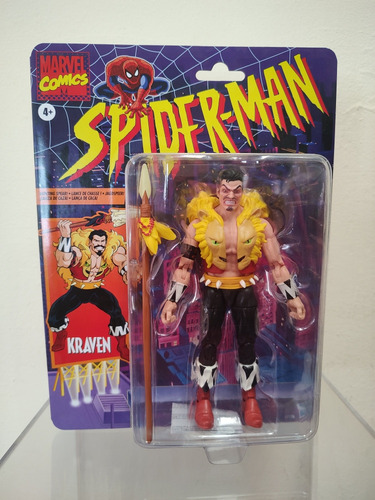 MARVEL
COMICS
SPIDER-MAN
4+
KRAVEN